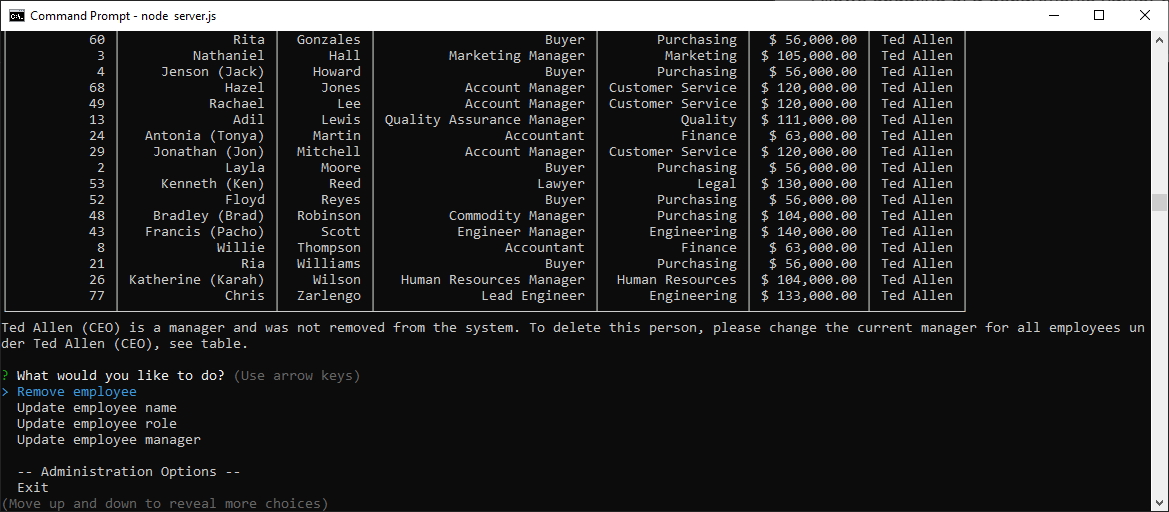 Command Prompt - node  server.js
60 Rita Gonzales Buyer Purchasing $ 56,000.00 Ted Allen
3 Nathaniel Hall Marketing Manager Marketing $ 105,000.00 Ted Allen
4 Jenson (Jack) Howard Buyer Purchasing $ 56,000.00 Ted Allen
68 Hazel Jones Account Manager Customer Service $ 120,000.00 Ted Allen
49 Rachael Lee Account Manager Customer Service $ 120,000.00 Ted Allen
13 Adil Lewis Quality Assurance Manager Quality $ 111,000.00 Ted Allen
24 Antonia (Tonya) Martin Accountant Finance $ 63,000.00 Ted Allen
29 Jonathan (Jon) Mitchell Account Manager Customer Service $ 120,000.00 Ted Allen
2 Layla Moore Buyer Purchasing $ 56,000.00 Ted Allen
53 Kenneth (Ken) Reed Lawyer Legal $ 130,000.00 Ted Allen
52 Floyd Reyes Buyer Purchasing $ 56,000.00 Ted Allen
48 Bradley (Brad) Robinson Commodity Manager Purchasing $ 104,000.00 Ted Allen
43 Francis (Pacho) Scott Engineer Manager Engineering $ 140,000.00 Ted Allen
8 Willie Thompson Accountant Finance $ 63,000.00 Ted Allen
21 Ria Williams Buyer Purchasing $ 56,000.00 Ted Allen
26 Katherine (Karah) Wilson Human Resources Manager Human Resources $ 104,000.00 Ted Allen
77 Chris Zarlengo Lead Engineer Engineering $ 133,000.00 Ted Allen
Ted Allen (CEO) is a manager and was not removed from the system. To delete this person, please change the current manager for all employees un
der Ted Allen (CEO), see table.
? What would you like to do? (Use arrow keys)
> Remove employee
Update employee name
Update employee role
Update employee manager
-- Administration Options --
Exit
(Move up and down to reveal more choices)